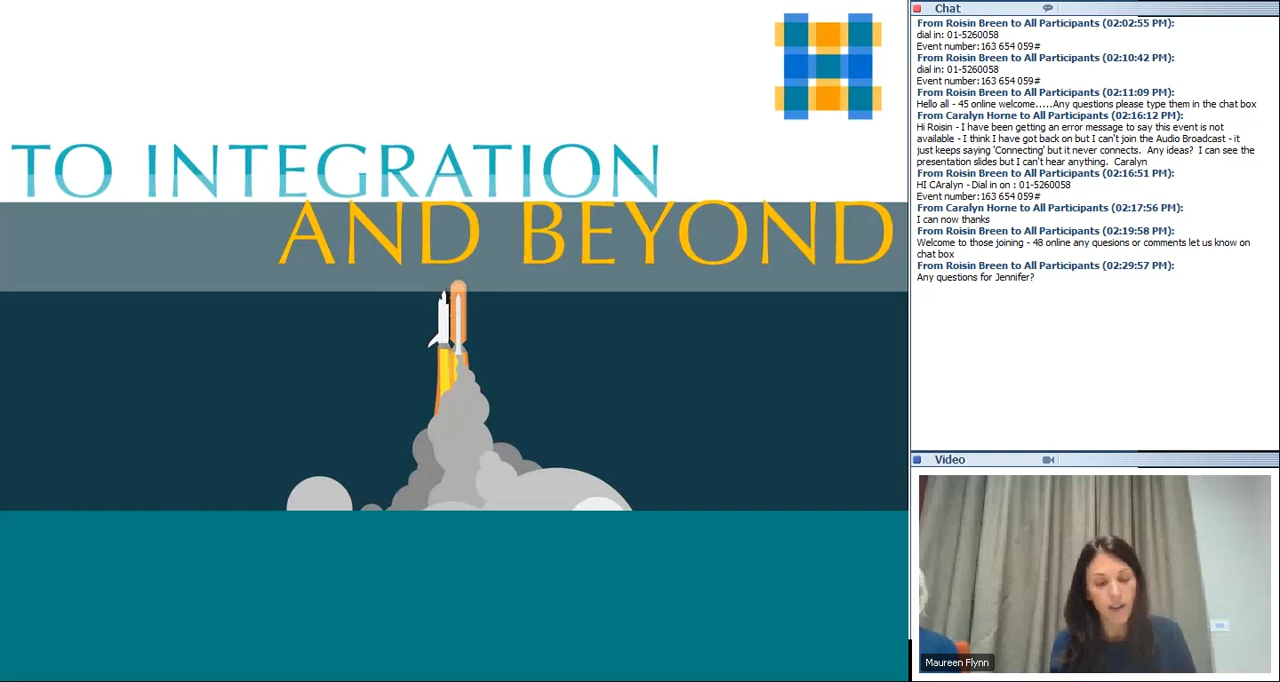 TO INTEGRATION
AND BEYOND
Chat
From Roisin Breen to All Participants (02:02:55 PM):
dial in: 01-5260058
Event number:163 654 059#
From Roisin Breen to All Participants (02:10:42 PM):
dial in: 01-5260058
Event number:163 654 059#
From Roisin Breen to All Participants (02:11:09 PM):
Hello all - 45 online welcome.....Any questions please type them in the chat box
From Caralyn Horne to All Participants (02:16:12 PM):
Hi Roisin - I have been getting an error message to say this event is not
available - I think I have got back on but I can't join the Audio Broadcast - it
just keeps saying 'Connecting' but it never connects.  Any ideas?  I can see the
presentation slides but I can't hear anything.  Caralyn
From Roisin Breen to All Participants (02:16:51 PM):
HI CAralyn - Dial in on : 01-5260058
Event number:163 654 059#
From Caralyn Horne to All Participants (02:17:56 PM):
I can now thanks
From Roisin Breen to All Participants (02:19:58 PM):
Welcome to those joining - 48 online any quesions or comments let us know on
chat box
From Roisin Breen to All Participants (02:29:57 PM):
Any questions for Jennifer?
Video
Maureen Flynn